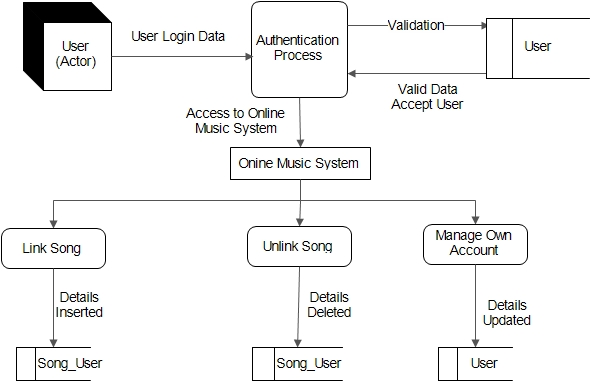 User
(Actor)
User Login Data
Authentication
Process
Validation
User
Valid Data
Accept User
Access to Online
Music System
Onine Music System
Link Song
Unlink Song
Manage Own
Account
Details
Inserted
Details
Deleted
Details
Updated
Song_User
Song_User
User